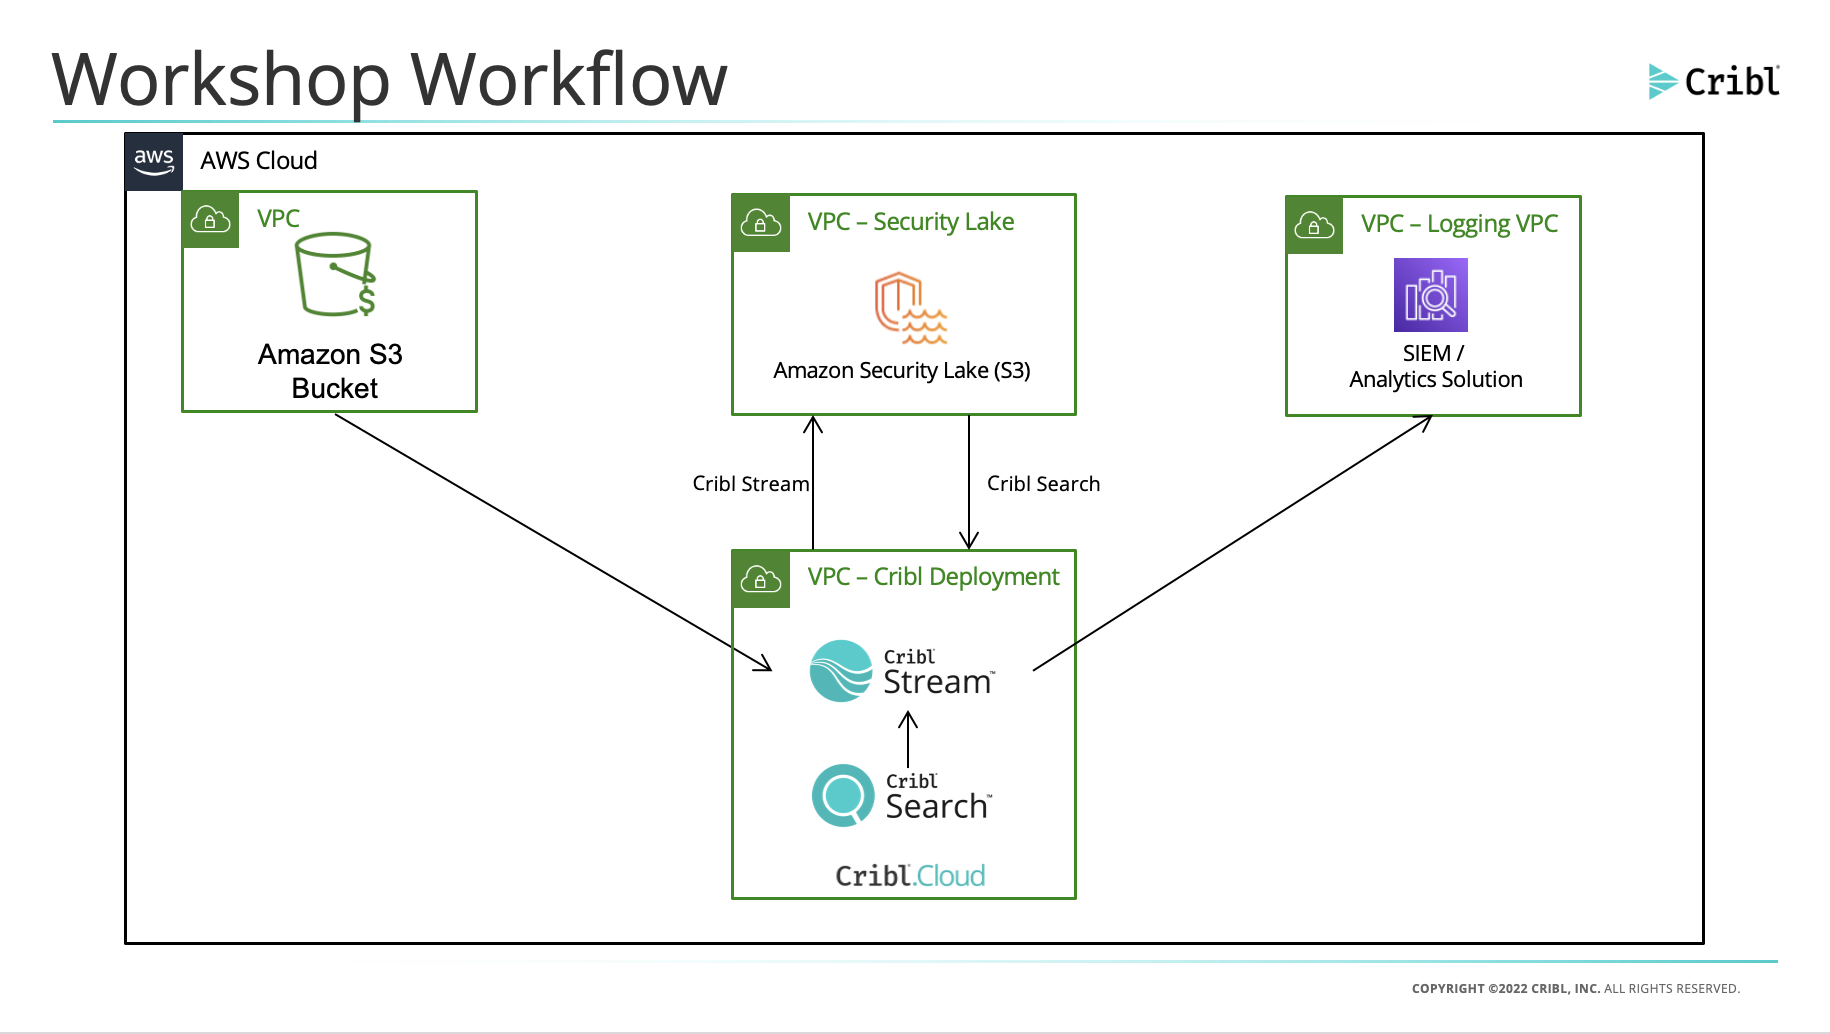 Workshop Workflow
Cribl
aws
AWS Cloud
VPC
$
Amazon S3
Bucket
VPC – Security Lake
Amazon Security Lake (S3)
VPC – Logging VPC
SIEM /
Analytics Solution
Cribl Stream
Cribl Search
VPC – Cribl Deployment
Cribl
Stream™
Cribl
Search™
Cribl.Cloud
COPYRIGHT ©2022 CRIBL, INC. ALL RIGHTS RESERVED.